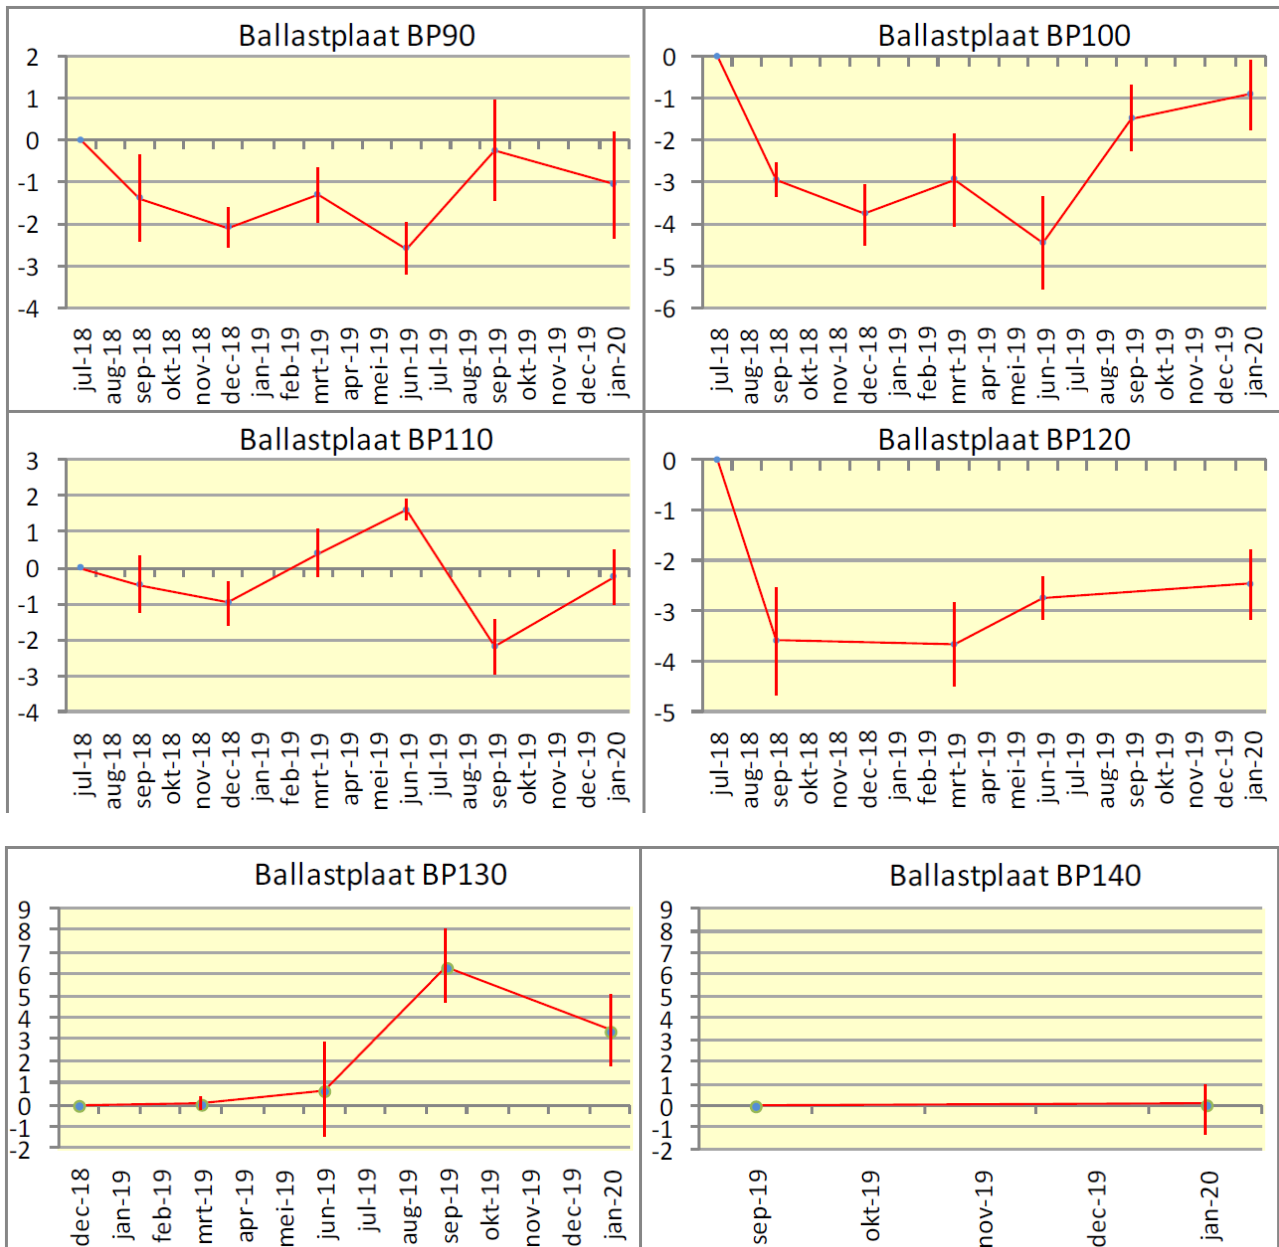 Ballastplaat BP90
2
1
0
-1
-2
-3
-4
jul-18
aug-18
sep-18
okt-18
nov-18
dec-18
jan-19
feb-19
mrt-19
apr-19
mei-19
jun-19
jul-19
aug-19
sep-19
okt-19
nov-19
dec-19
jan-20
Ballastplaat BP100
0
-1
-2
-3
-4
-5
-6
jul-18
aug-18
sep-18
okt-18
nov-18
dec-18
jan-19
feb-19
mrt-19
apr-19
mei-19
jun-19
jul-19
aug-19
sep-19
okt-19
nov-19
dec-19
jan-20
Ballastplaat BP110
3
2
1
0
-1
-2
-3
-4
jul-18
aug-18
sep-18
okt-18
nov-18
dec-18
jan-19
feb-19
mrt-19
apr-19
mei-19
jun-19
jul-19
aug-19
sep-19
okt-19
nov-19
dec-19
jan-20
Ballastplaat BP120
0
-1
-2
-3
-4
-5
jul-18
aug-18
sep-18
okt-18
nov-18
dec-18
jan-19
feb-19
mrt-19
apr-19
mei-19
jun-19
jul-19
aug-19
sep-19
okt-19
nov-19
dec-19
jan-20
Ballastplaat BP130
9
8
7
6
5
4
3
2
1
0
-1
-2
dec-18
jan-19
feb-19
mrt-19
apr-19
mei-19
jun-19
jul-19
aug-19
sep-19
okt-19
nov-19
dec-19
jan-20
Ballastplaat BP140
9
8
7
6
5
4
3
2
1
0
-1
-2
sep-19
okt-19
nov-19
dec-19
jan-20